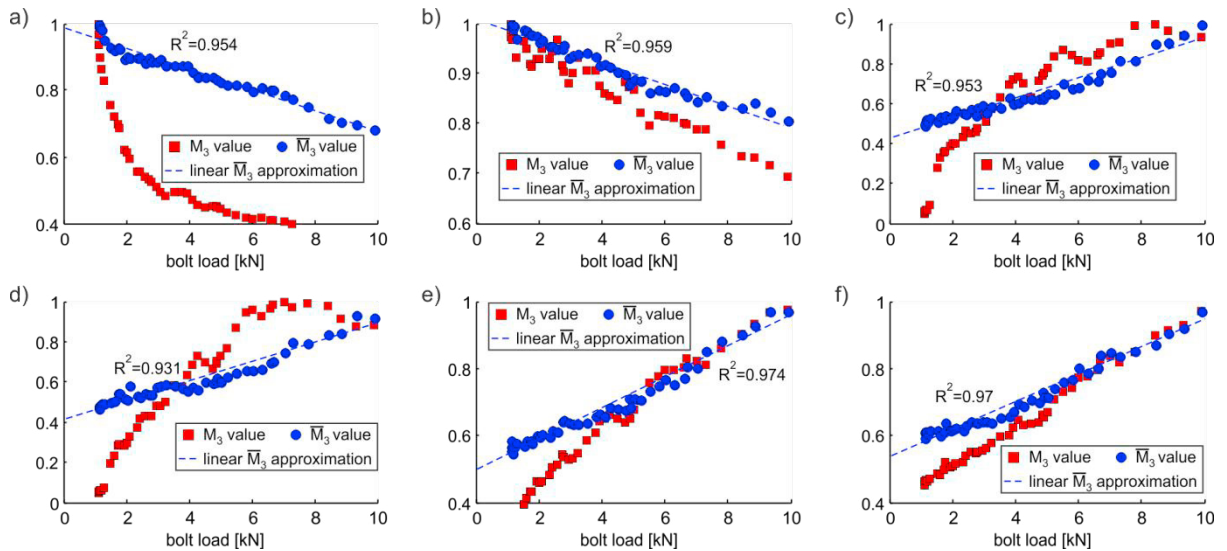 a)
1
0.8
0.6
0.4
R²=0.954
M₃ value M̅₃ value
linear M̅₃ approximation
0 2 4 6 8 10
bolt load [kN]
b)
1
0.9
0.8
0.7
0.6
R²=0.959
M₃ value M̅₃ value
linear M̅₃ approximation
0 2 4 6 8 10
bolt load [kN]
c)
1
0.8
0.6
0.4
0.2
0
R²=0.953
M₃ value M̅₃ value
linear M̅₃ approximation
0 2 4 6 8 10
bolt load [kN]
d)
1
0.8
0.6
0.4
0.2
0
R²=0.931
M₃ value M̅₃ value
linear M̅₃ approximation
0 2 4 6 8 10
bolt load [kN]
e)
1
0.8
0.6
0.4
M₃ value M̅₃ value
linear M̅₃ approximation
R²=0.974
0 2 4 6 8 10
bolt load [kN]
f)
1
0.8
0.6
0.4
R²=0.97
M₃ value M̅₃ value
linear M̅₃ approximation
0 2 4 6 8 10
bolt load [kN]